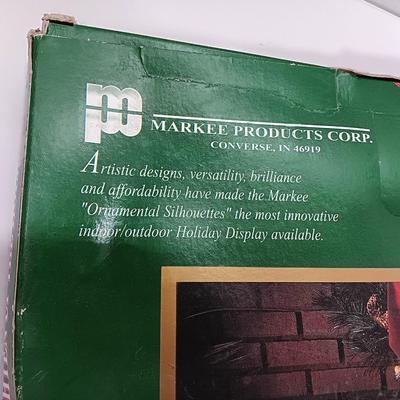 MARKEE PRODUCTS CORP.
CONVERSE, IN 46919
Artistic designs, versatility, brilliance
and affordability have made the Markee
"Ornamental Silhouettes" the most innovative
indoor/outdoor Holiday Display available.